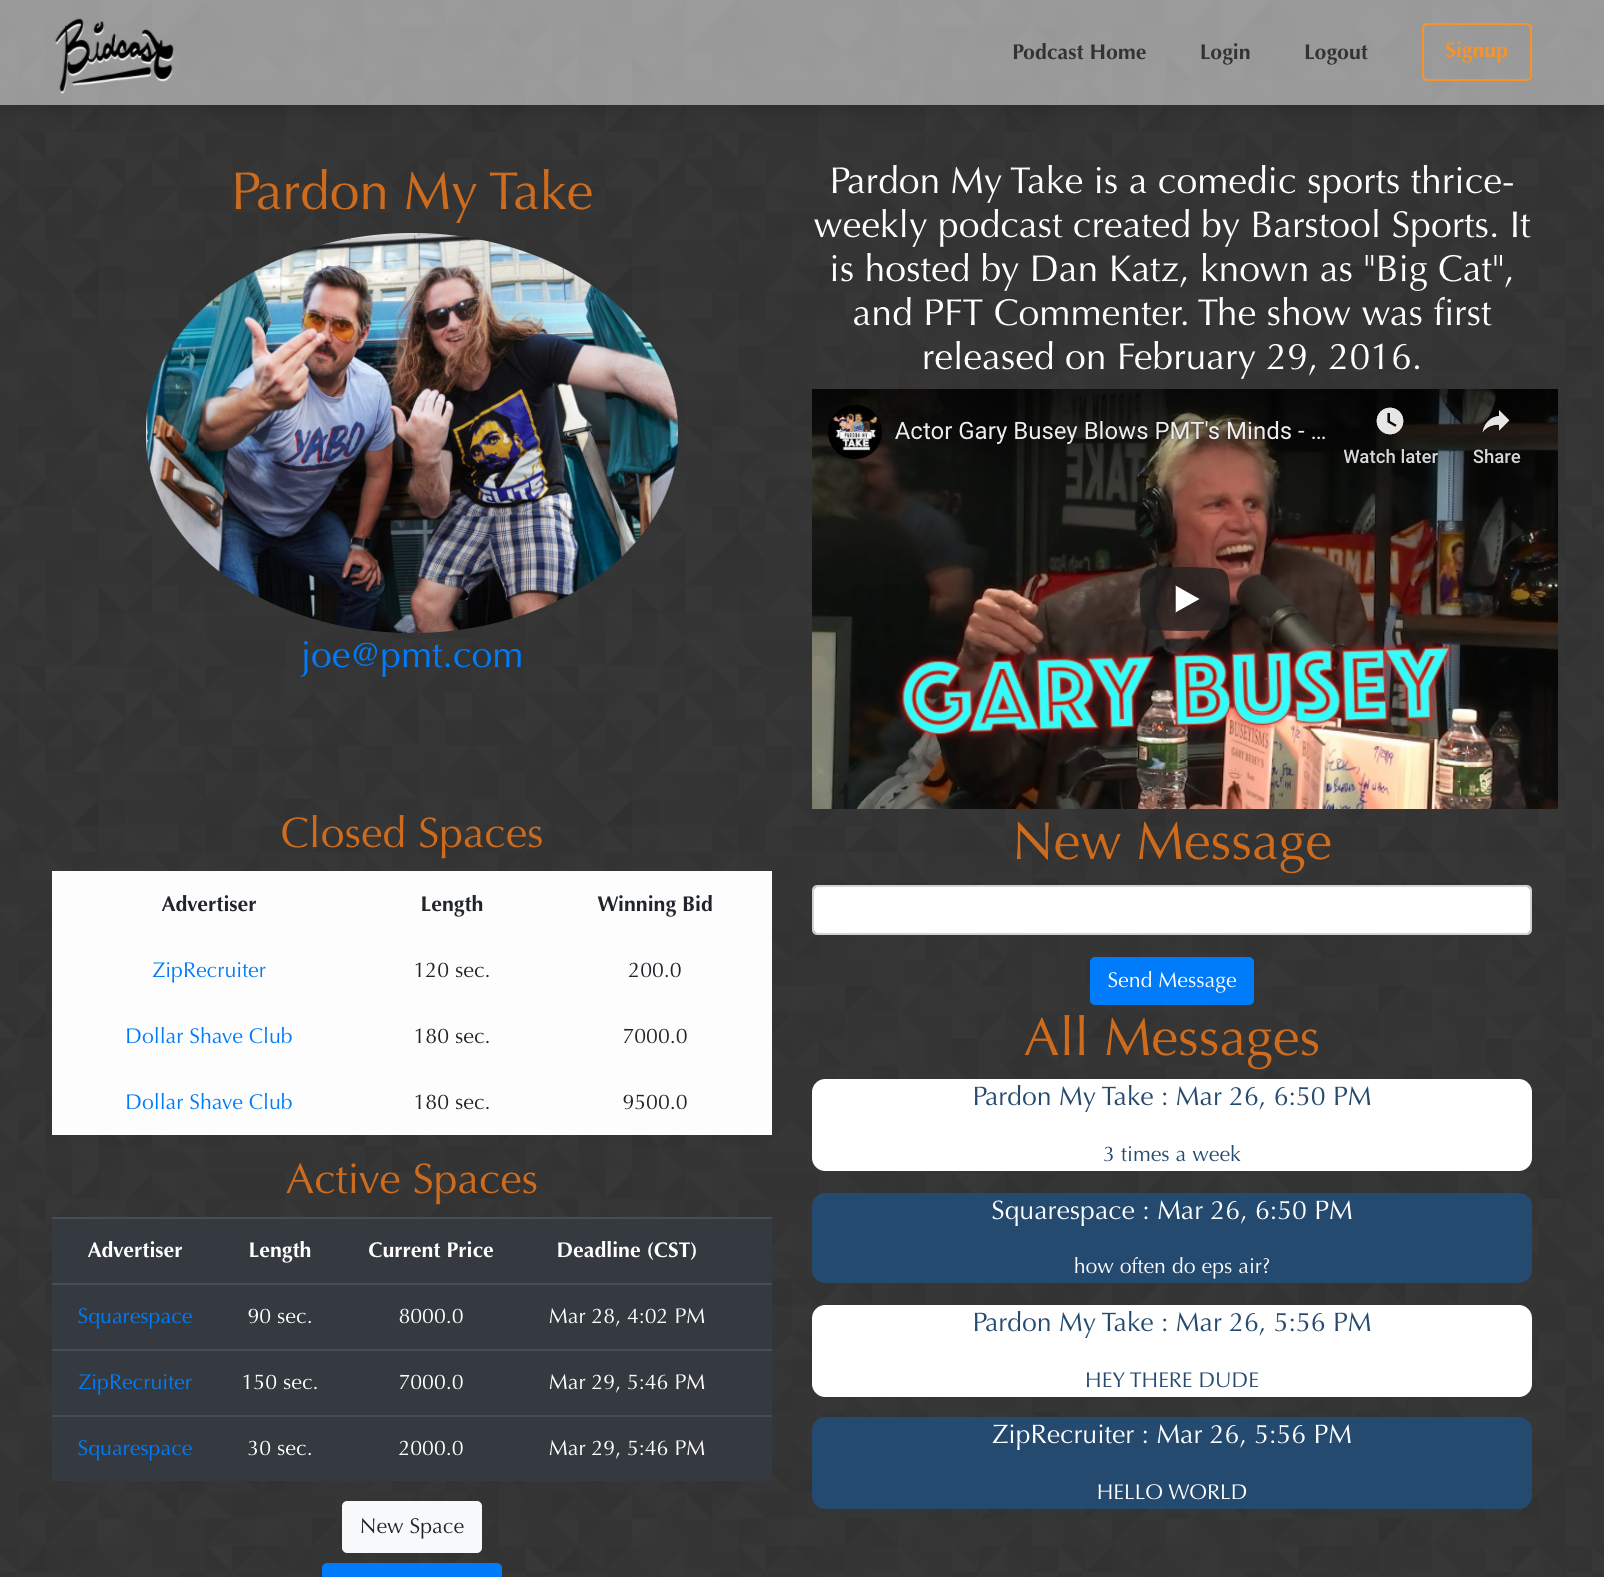 Bidcast
Podcast Home
Login
Logout
Signup
Pardon My Take
YABO
joe@pmt.com
Pardon My Take is a comedic sports thrice-
weekly podcast created by Barstool Sports. It
is hosted by Dan Katz, known as "Big Cat",
and PFT Commenter. The show was first
released on February 29, 2016.
PARDON MY
TAKE
Actor Gary Busey Blows PMT's Minds - ...
Watch later
Share
TAKE
GARY BUSEY
BUSEYISMS
GARY BUSEY'S
Closed Spaces
Advertiser Length Winning Bid
ZipRecruiter 120 sec. 200.0
Dollar Shave Club 180 sec. 7000.0
Dollar Shave Club 180 sec. 9500.0
Active Spaces
Advertiser Length Current Price Deadline (CST)
Squarespace 90 sec. 8000.0 Mar 28, 4:02 PM
ZipRecruiter 150 sec. 7000.0 Mar 29, 5:46 PM
Squarespace 30 sec. 2000.0 Mar 29, 5:46 PM
New Space
New Message
Send Message
All Messages
Pardon My Take : Mar 26, 6:50 PM
3 times a week
Squarespace : Mar 26, 6:50 PM
how often do eps air?
Pardon My Take : Mar 26, 5:56 PM
HEY THERE DUDE
ZipRecruiter : Mar 26, 5:56 PM
HELLO WORLD